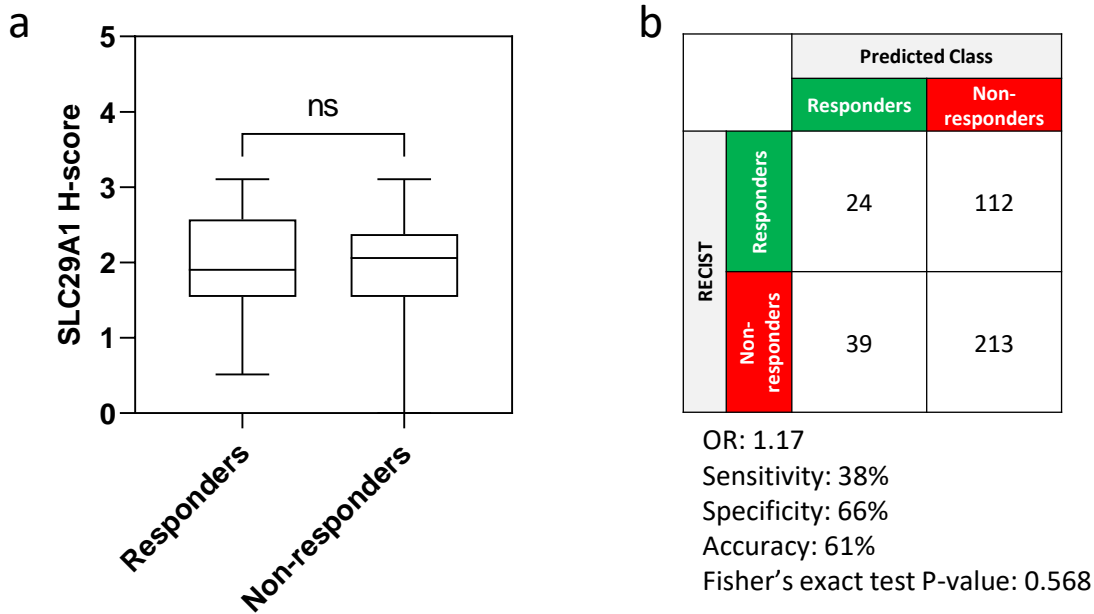 a
5
4
3
2
1
0
SLC29A1 H-score
ns
Responders
Non-responders
b
Predicted Class
Responders
Non-
responders
RECIST
Responders
24
112
Non-
responders
39
213
OR: 1.17
Sensitivity: 38%
Specificity: 66%
Accuracy: 61%
Fisher’s exact test P-value: 0.568